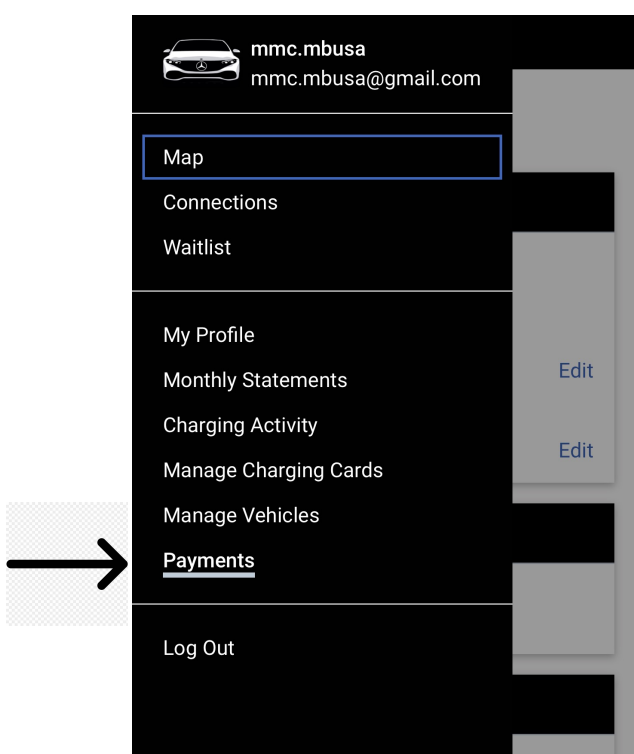 mmc.mbusa
mmc.mbusa@gmail.com
Map
Connections
Waitlist
My Profile
Monthly Statements
Edit
Charging Activity
Edit
Manage Charging Cards
Manage Vehicles
Payments
Log Out